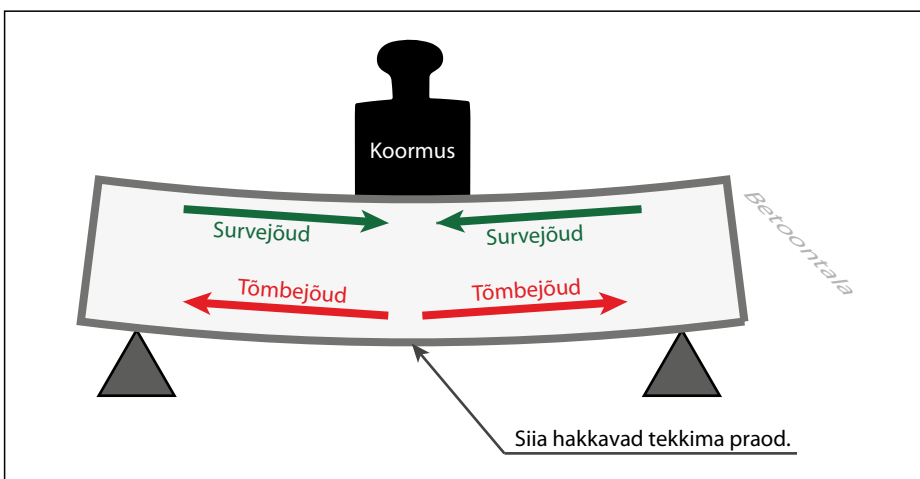 Koormus
Survejõud
Survejõud
Betoontala
Tõmbejõud
Tõmbejõud
Siia hakkavad tekkima praod.